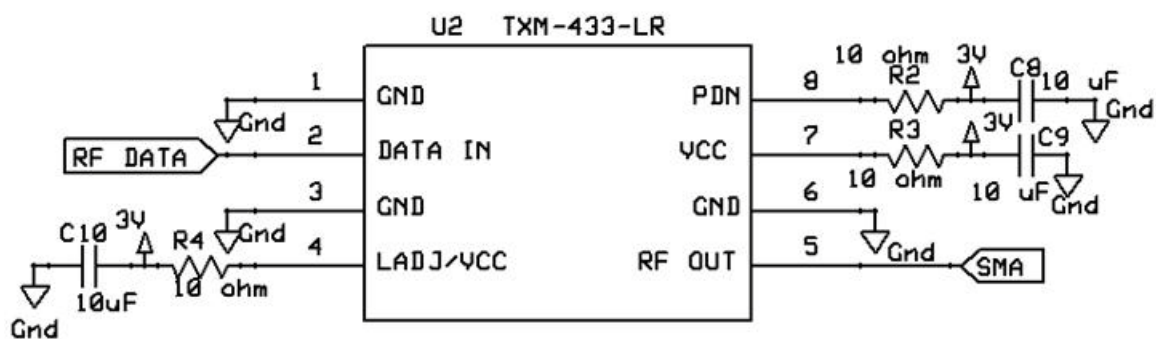 U2 TXM-433-LR
10 ohm 3V C8
1 8 R2 10 uF
GND PDN
Gnd Gnd
2 7 R3 3V C9
RF DATA DATA IN VCC
10 ohm 10 uF
3 6 Gnd
GND GND
C10 3V R4 Gnd
4 5 Gnd
LADJ/VCC RF OUT SMA
10uF 10 ohm
Gnd